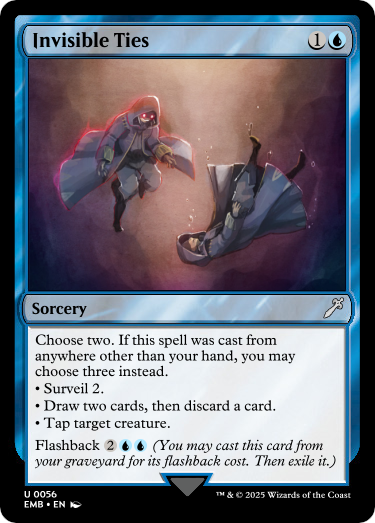 Invisible Ties 1
Sorcery
Choose two. If this spell was cast from
anywhere other than your hand, you may
choose three instead.
• Surveil 2.
• Draw two cards, then discard a card.
• Tap target creature.
Flashback 2 (You may cast this card from
your graveyard for its flashback cost. Then exile it.)
U 0056
EMB • EN
™ & © 2025 Wizards of the Coast